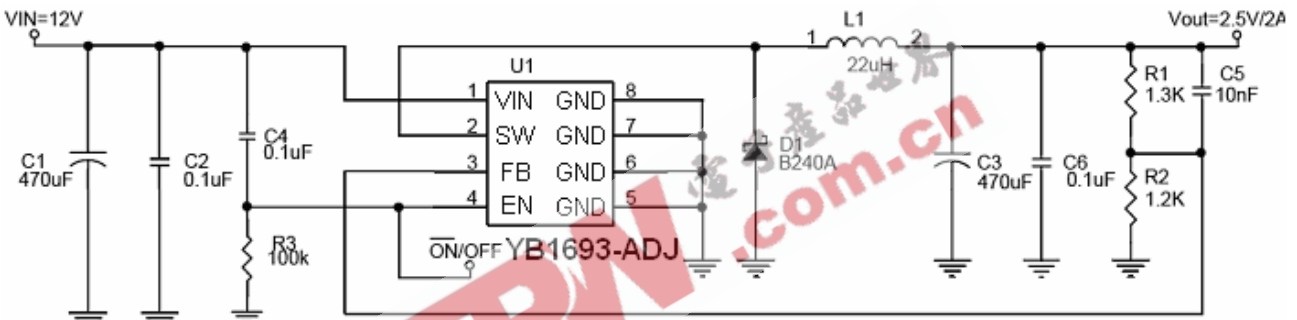 VIN=12V
L1
Vout=2.5V/2A
1
2
22uH
U1
1
VIN
GND
8
2
SW
GND
7
3
FB
GND
6
4
EN
GND
5
YB1693-ADJ
C1
470uF
C2
0.1uF
C4
0.1uF
R3
100k
ON/OFF
D1
B240A
C3
470uF
C6
0.1uF
R1
1.3K
C5
10nF
R2
1.2K
.com.cn